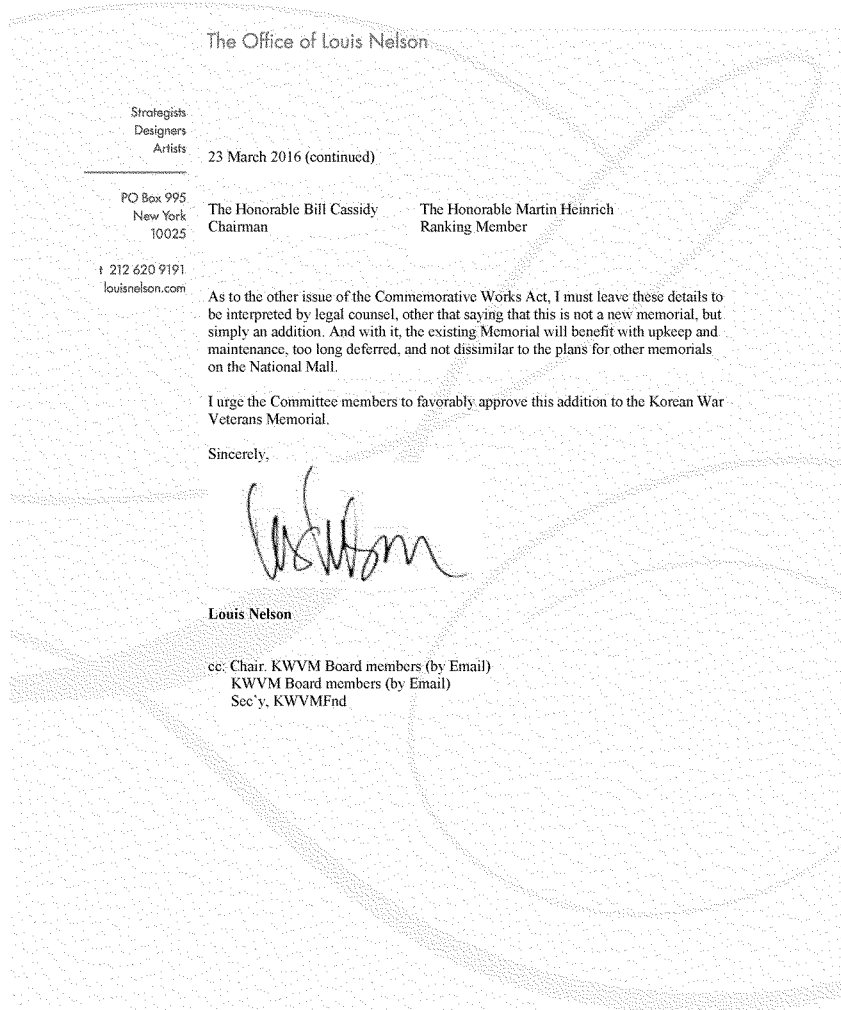 The Office of Louis Nelson
Strategists
Designers
Artists
PO Box 995
New York
10025
t 212 620 9191
louisnelson.com
23 March 2016 (continued)
The Honorable Bill Cassidy The Honorable Martin Heinrich
Chairman Ranking Member
As to the other issue of the Commemorative Works Act, I must leave these details to
be interpreted by legal counsel, other that saying that this is not a new memorial, but
simply an addition. And with it, the existing Memorial will benefit with upkeep and
maintenance, too long deferred, and not dissimilar to the plans for other memorials
on the National Mall.
I urge the Committee members to favorably approve this addition to the Korean War
Veterans Memorial.
Sincerely,
Louis Nelson
cc: Chair. KWVM Board members (by Email)
KWVM Board members (by Email)
Sec'y, KWVMFnd